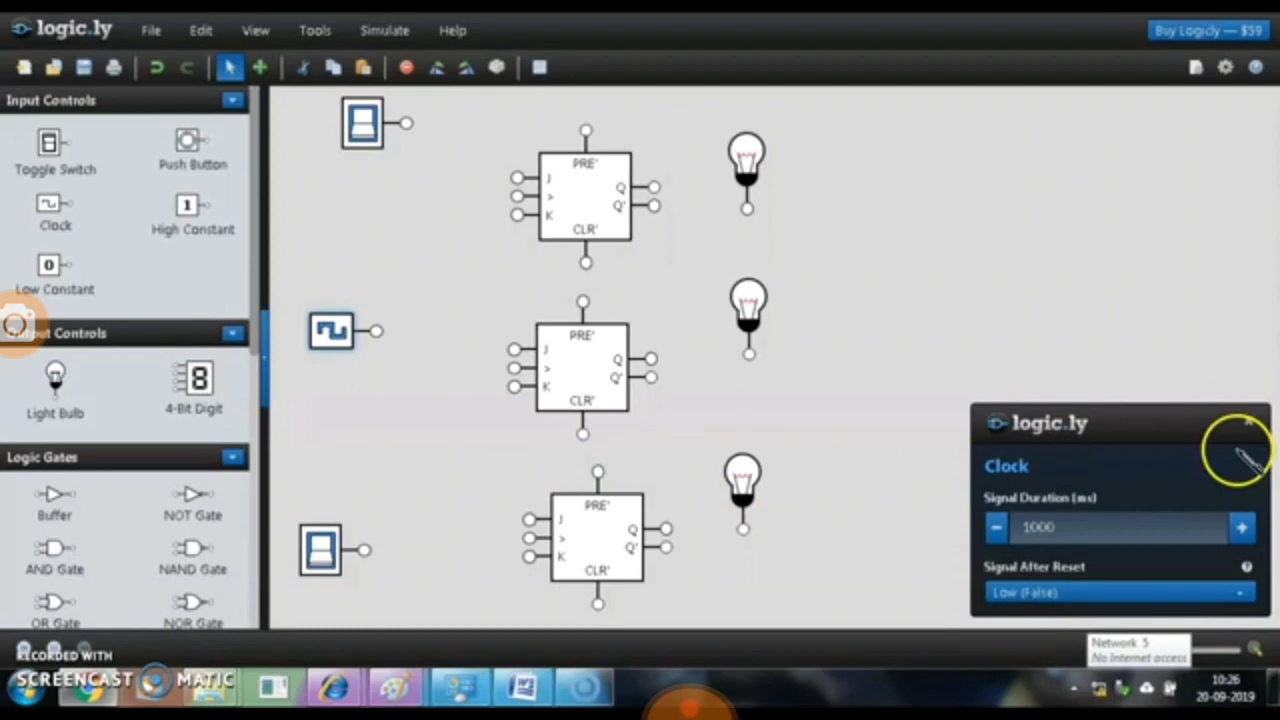 logic.ly File Edit View Tools Simulate Help Buy Logicly — $59
Input Controls
Toggle Switch Push Button
Clock High Constant
1
Low Constant
0
Output Controls
Light Bulb 4-Bit Digit
8
Logic Gates
Buffer NOT Gate
AND Gate NAND Gate
OR Gate NOR Gate
PRE'
J
> Q
K Q'
CLR'
PRE'
J
> Q
K Q'
CLR'
PRE'
J
> Q
K Q'
CLR'
logic.ly
Clock
Signal Duration (ms)
− 1000 +
Signal After Reset ?
Low (False)
Network 5
No Internet access
RECORDED WITH
SCREENCAST MATIC
10:26
20-09-2019